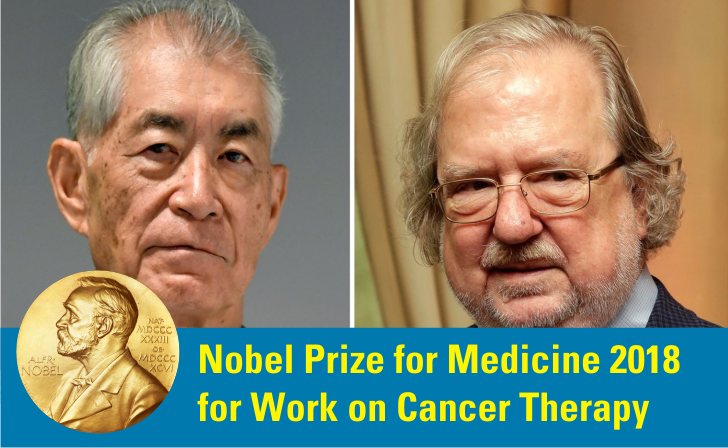 ALFR·
NOBEL
NAT·
MDCCC
XXXIII
OB·
MDCCC
XCVI
Nobel Prize for Medicine 2018
for Work on Cancer Therapy